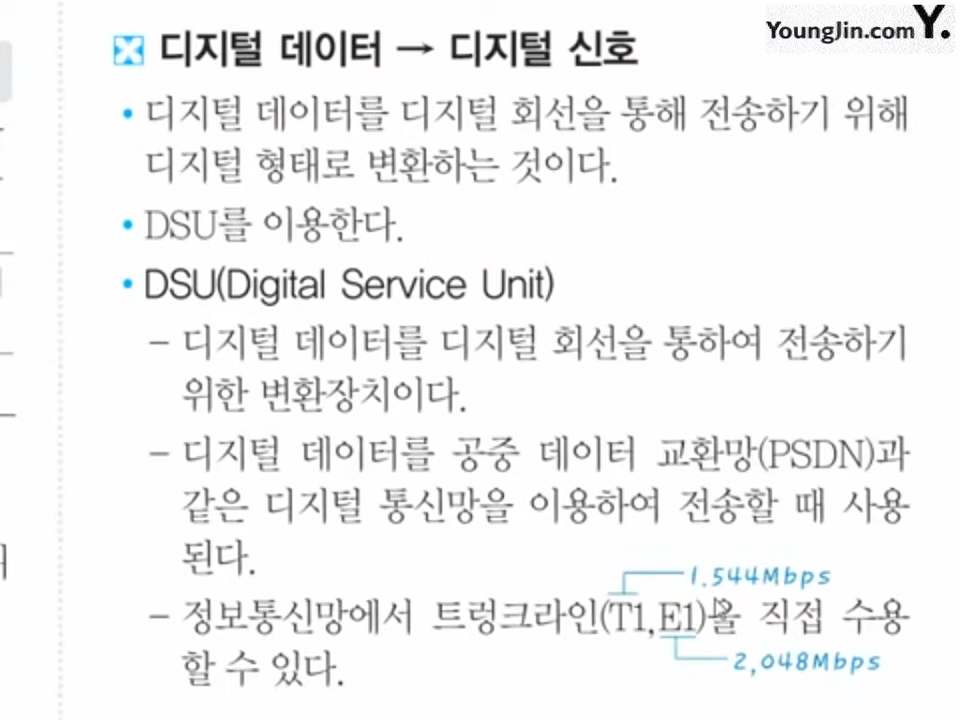 YoungJin.com Y.
디지털 데이터 → 디지털 신호
• 디지털 데이터를 디지털 회선을 통해 전송하기 위해
디지털 형태로 변환하는 것이다.
• DSU를 이용한다.
• DSU(Digital Service Unit)
– 디지털 데이터를 디지털 회선을 통하여 전송하기
위한 변환장치이다.
– 디지털 데이터를 공중 데이터 교환망(PSDN)과
같은 디지털 통신망을 이용하여 전송할 때 사용
된다.
1.544Mbps
– 정보통신망에서 트렁크라인(T1,E1)을 직접 수용
할 수 있다.
2,048Mbps